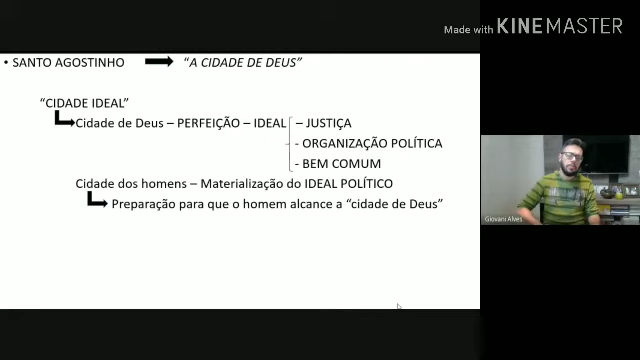 Made with KINEMASTER
• SANTO AGOSTINHO "A CIDADE DE DEUS"
"CIDADE IDEAL"
Cidade de Deus – PERFEIÇÃO – IDEAL – JUSTIÇA
- ORGANIZAÇÃO POLÍTICA
- BEM COMUM
Cidade dos homens – Materialização do IDEAL POLÍTICO
Preparação para que o homem alcance a "cidade de Deus"
Giovani Alves